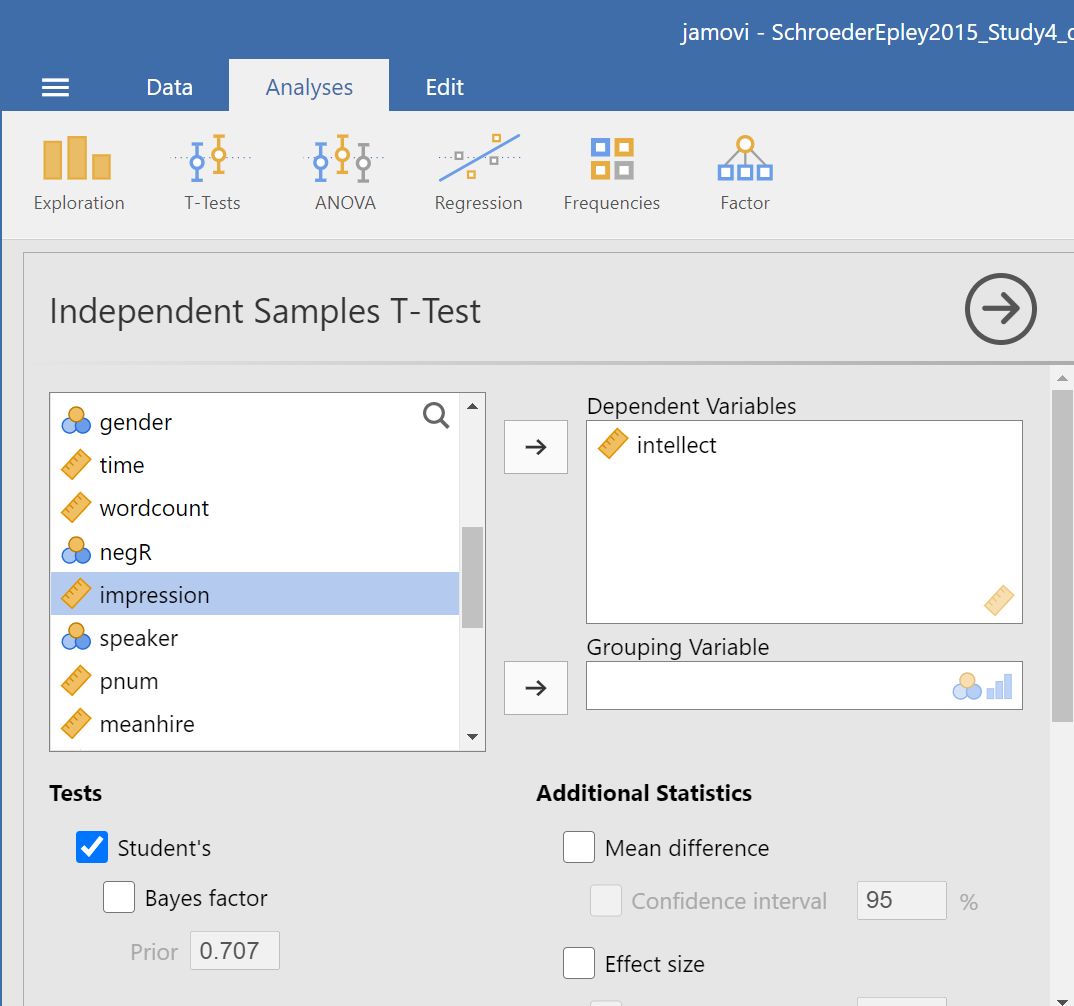 jamovi - SchroederEpley2015_Study4_
Data Analyses Edit
Exploration T-Tests ANOVA Regression Frequencies Factor
Independent Samples T-Test
Dependent Variables
gender
intellect
time
wordcount
negR
impression
speaker
Grouping Variable
pnum
meanhire
Tests
Additional Statistics
Student's
Mean difference
Bayes factor
Confidence interval 95 %
Prior 0.707
Effect size